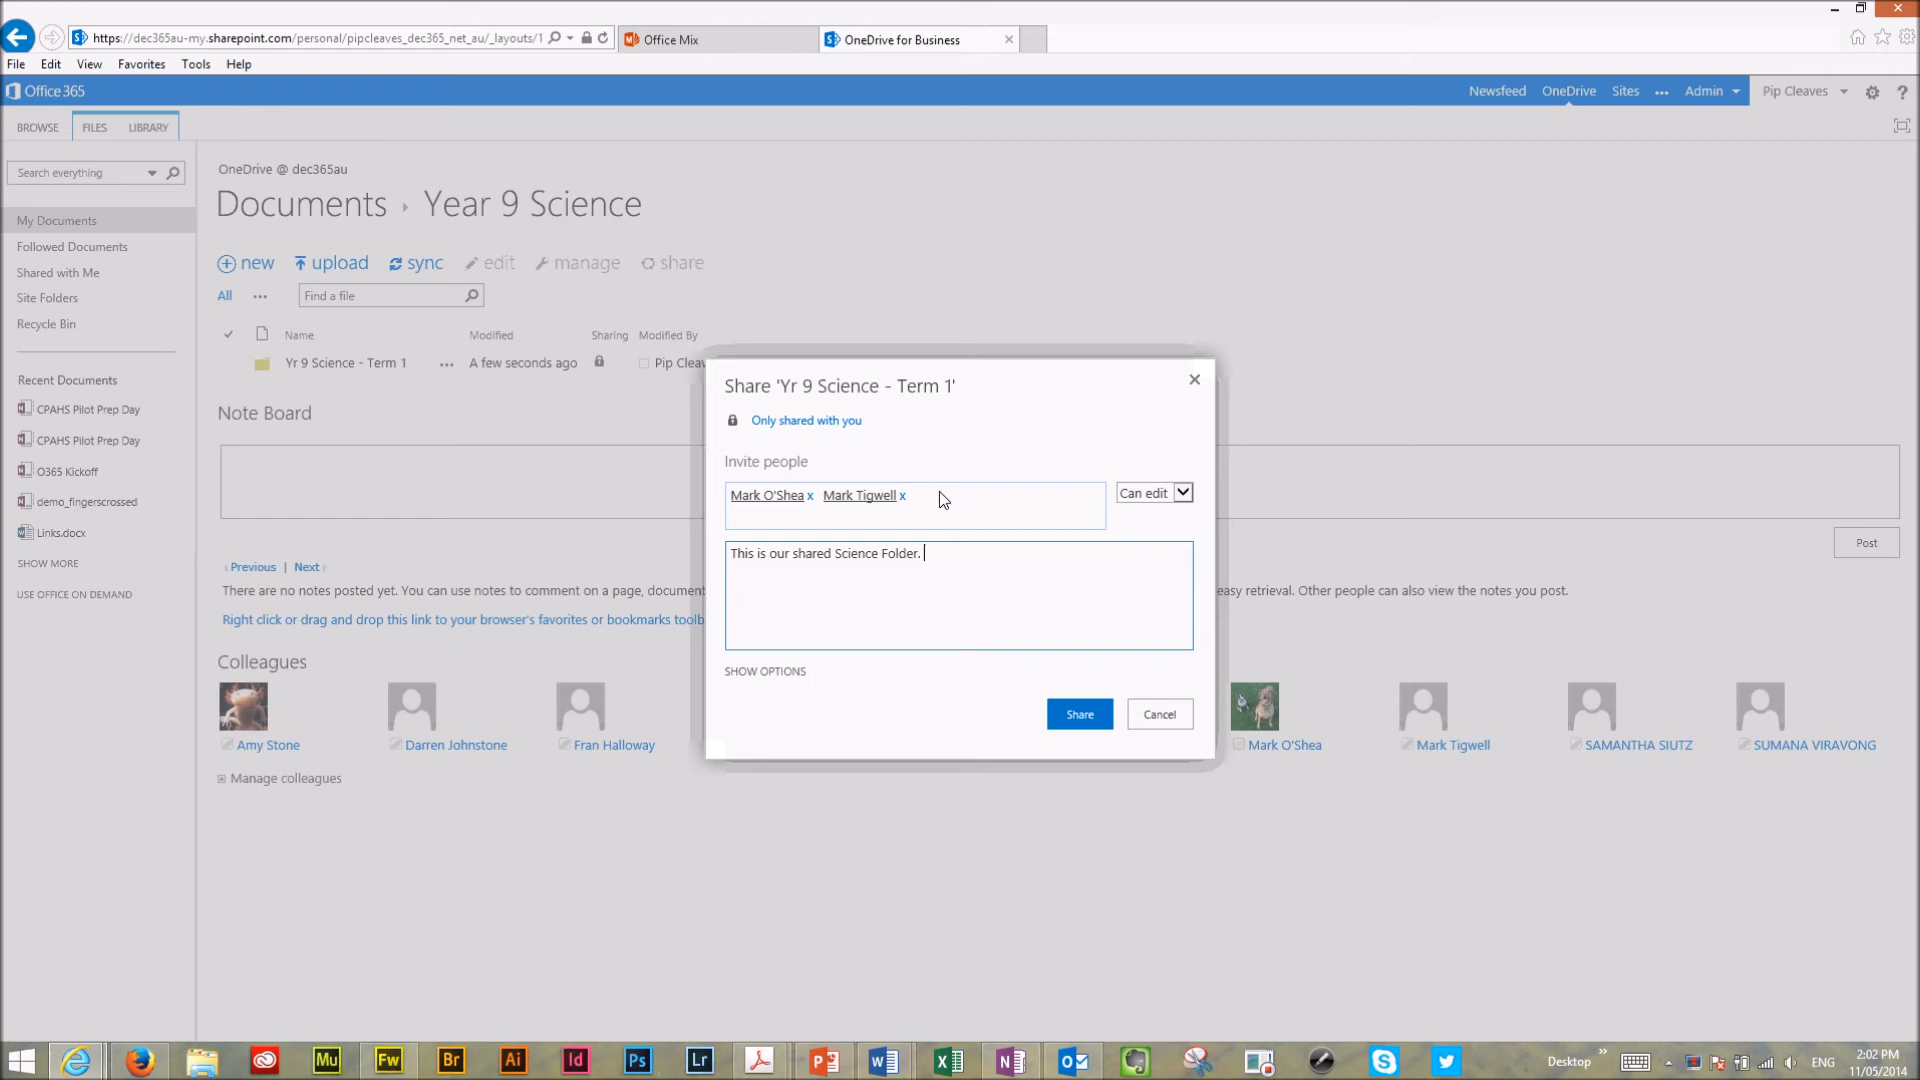 https://dec365au-my.sharepoint.com/personal/pipcleaves_dec365_net_au/_layouts/1
Office Mix
OneDrive for Business
File Edit View Favorites Tools Help
Office 365
Newsfeed OneDrive Sites ... Admin Pip Cleaves ?
BROWSE FILES LIBRARY
Search everything
OneDrive @ dec365au
Documents › Year 9 Science
My Documents
Followed Documents
Shared with Me
Site Folders
Recycle Bin
new upload sync edit manage share
All ... Find a file
Name Modified Sharing Modified By
Yr 9 Science - Term 1 ... A few seconds ago Pip Cleav
Recent Documents
CPAHS Pilot Prep Day
CPAHS Pilot Prep Day
O365 Kickoff
demo_fingerscrossed
Links.docx
SHOW MORE
USE OFFICE ON DEMAND
Note Board
Post
‹ Previous | Next ›
There are no notes posted yet. You can use notes to comment on a page, document
easy retrieval. Other people can also view the notes you post.
Right click or drag and drop this link to your browser's favorites or bookmarks toolb
Colleagues
Amy Stone Darren Johnstone Fran Halloway Mark O'Shea Mark Tigwell SAMANTHA SIUTZ SUMANA VIRAVONG
Manage colleagues
Share 'Yr 9 Science - Term 1'
Only shared with you
Invite people
Mark O'Shea x Mark Tigwell x
Can edit
This is our shared Science Folder.
SHOW OPTIONS
Share Cancel
Mu Fw Br Ai Id Ps Lr
Desktop » ENG
2:02 PM
11/05/2014